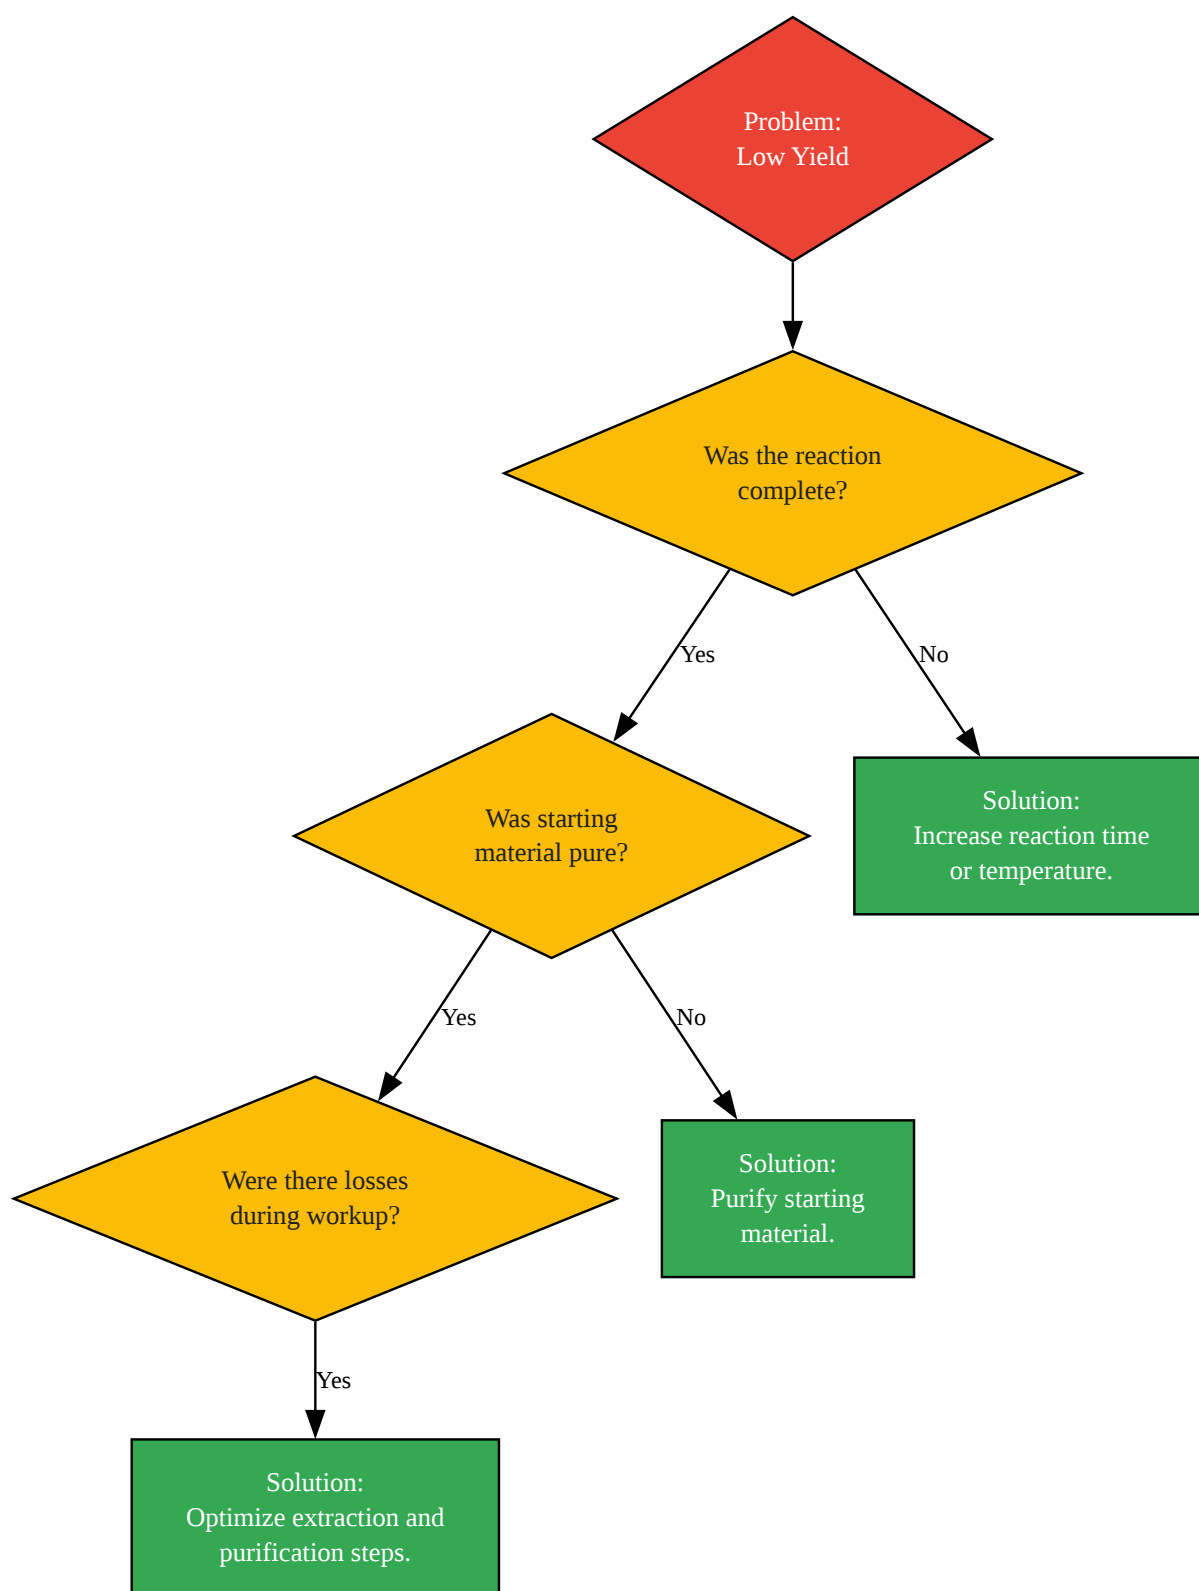 Problem:
Low Yield
Was the reaction
complete?
Yes
No
Was starting
material pure?
Solution:
Increase reaction time
or temperature.
Yes
No
Were there losses
during workup?
Solution:
Purify starting
material.
Yes
Solution:
Optimize extraction and
purification steps.